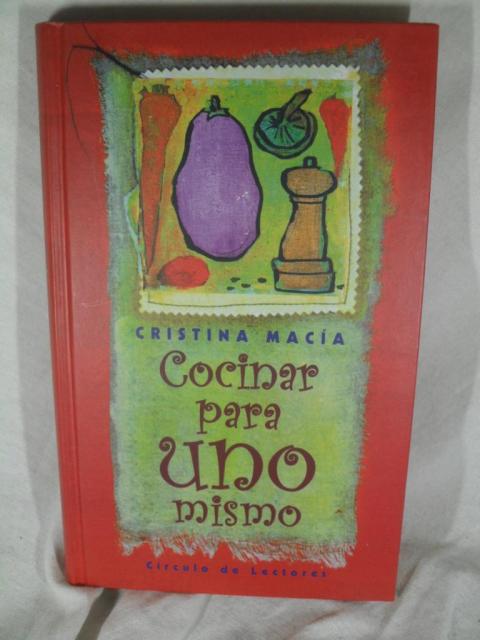 CRISTINA MACÍA
Cocinar
para
uno
mismo
Círculo de Lectores